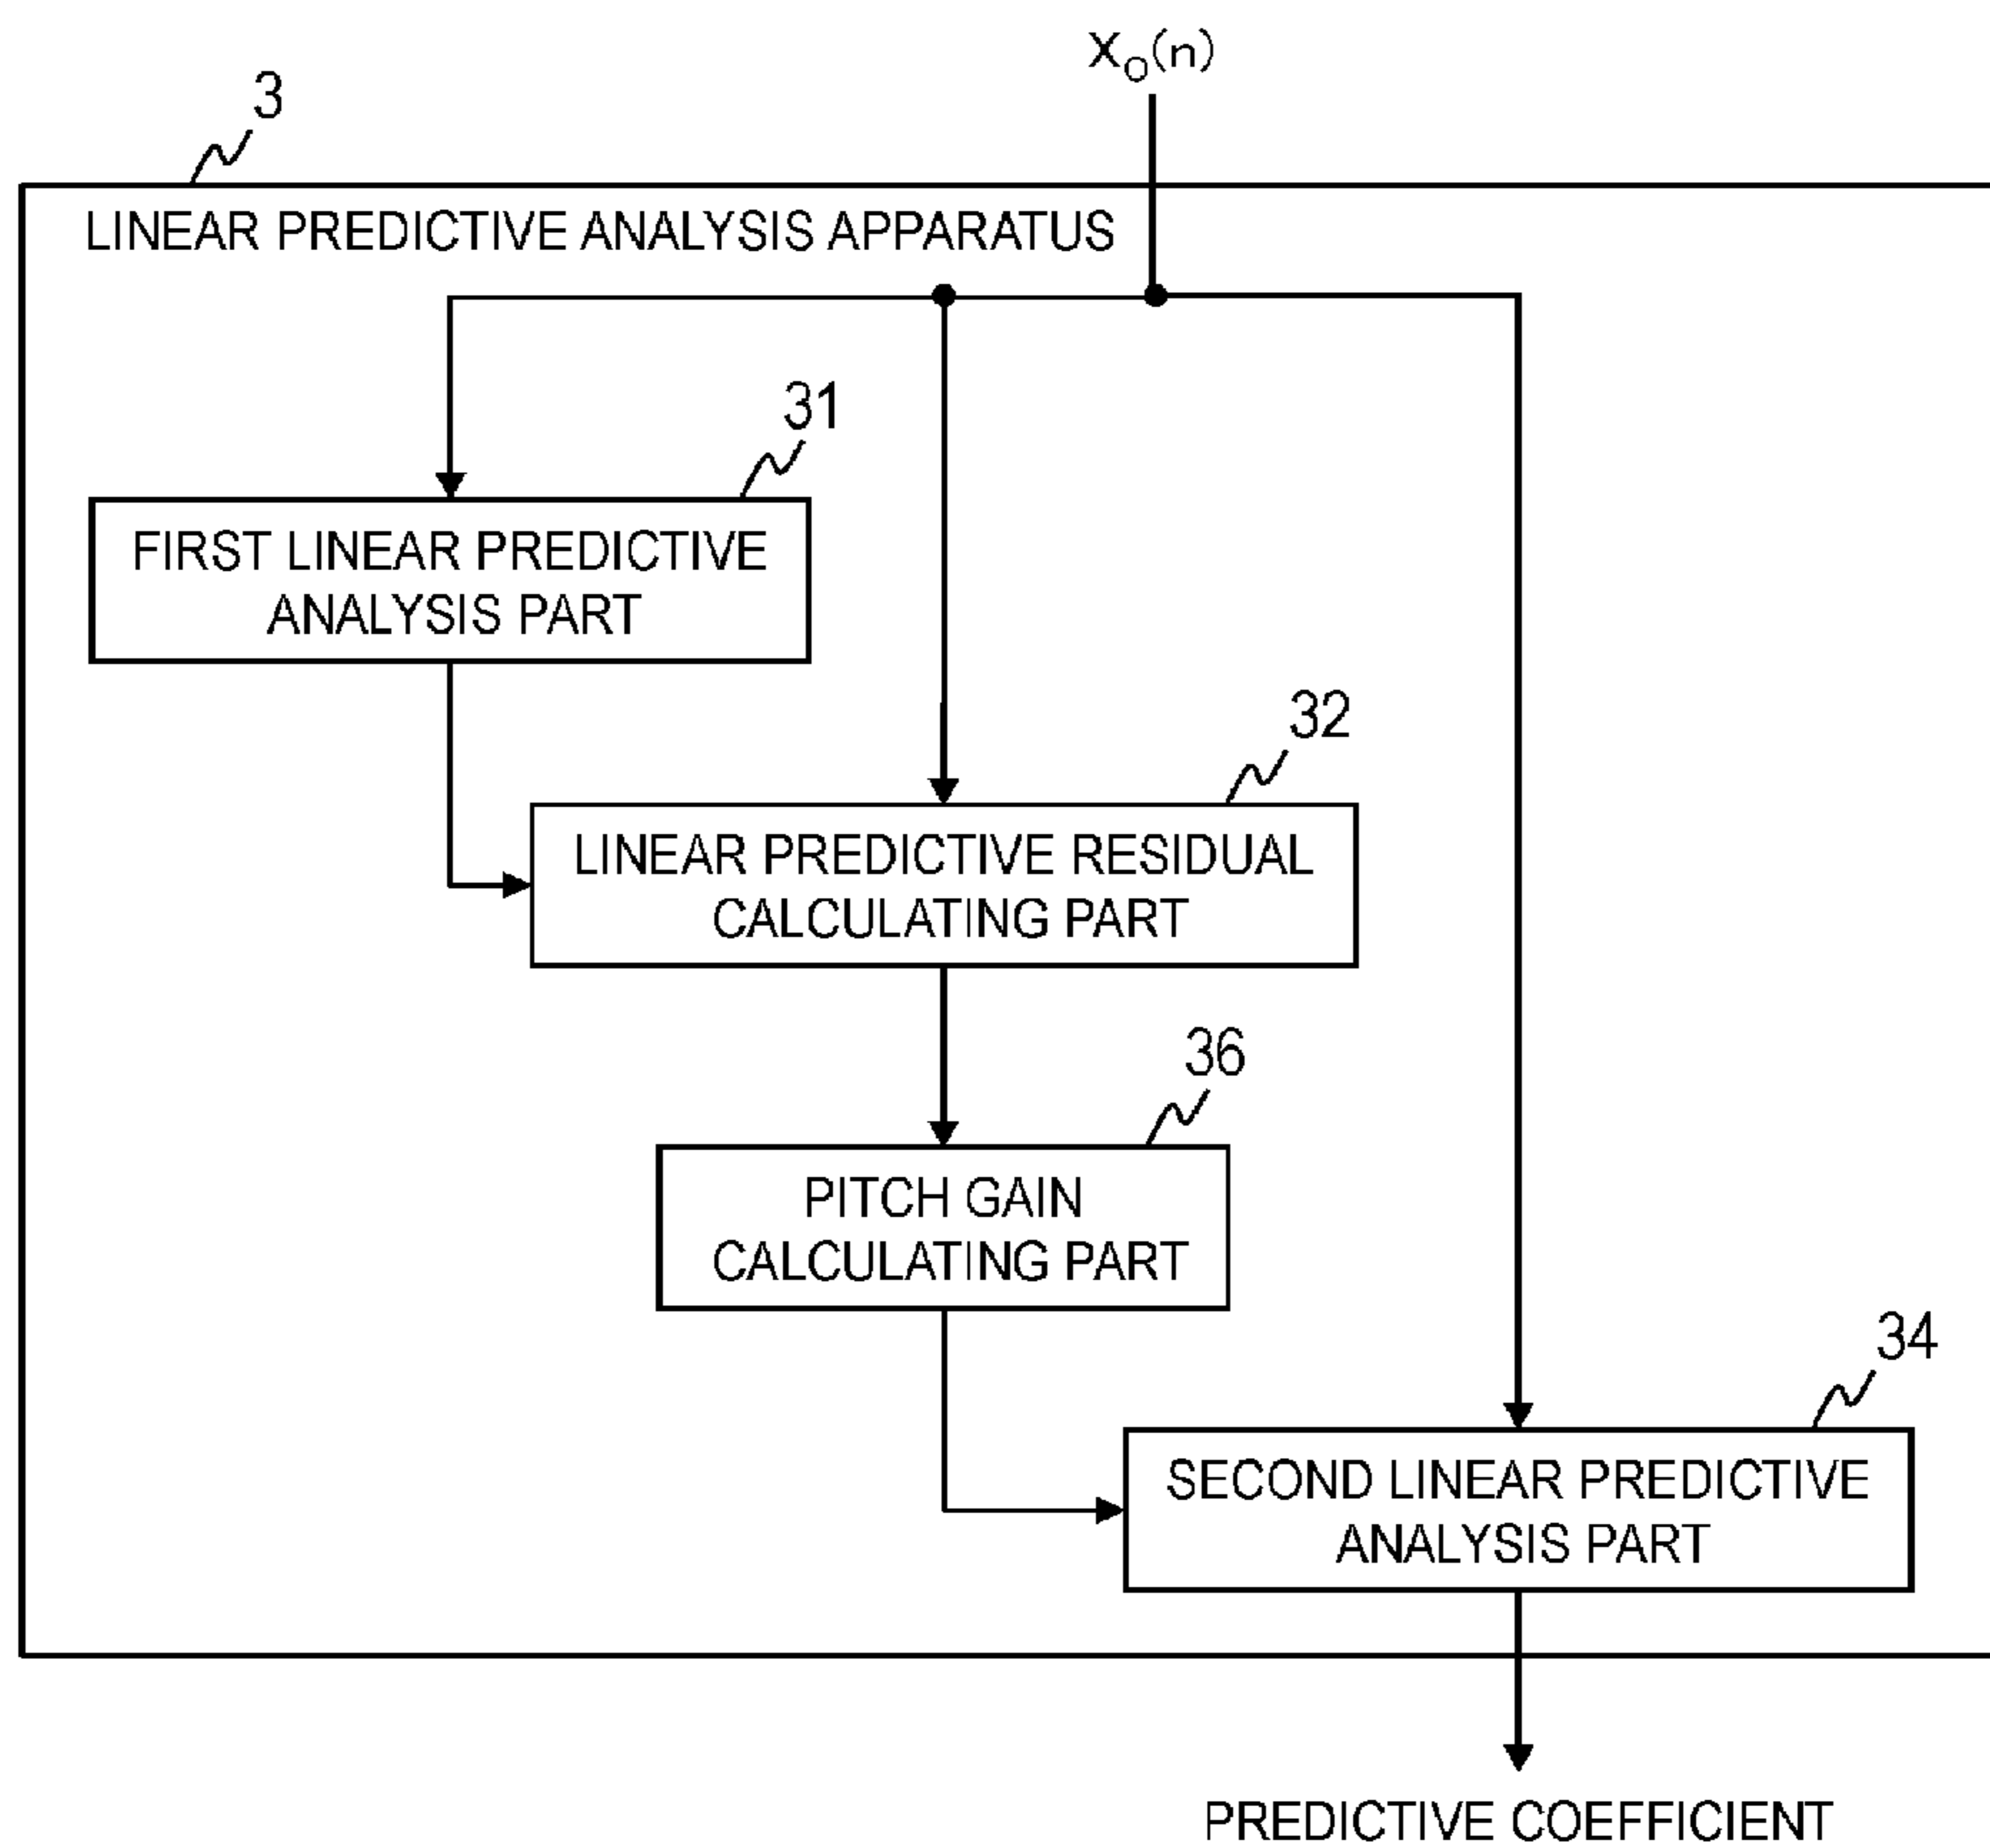 X_O(n)
3
LINEAR PREDICTIVE ANALYSIS APPARATUS
31
FIRST LINEAR PREDICTIVE
ANALYSIS PART
32
LINEAR PREDICTIVE RESIDUAL
CALCULATING PART
36
PITCH GAIN
CALCULATING PART
34
SECOND LINEAR PREDICTIVE
ANALYSIS PART
PREDICTIVE COEFFICIENT